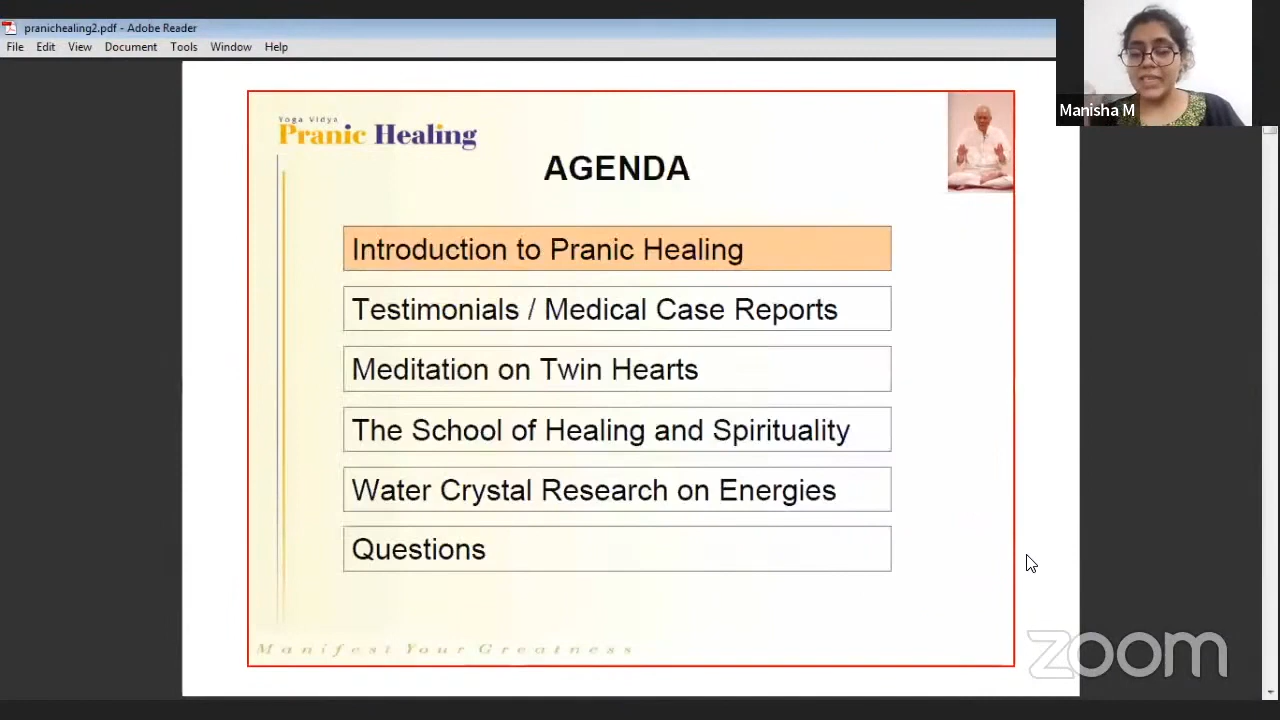 pranichealing2.pdf - Adobe Reader
File Edit View Document Tools Window Help
Manisha M
Yoga Vidya
Pranic Healing
AGENDA
Introduction to Pranic Healing
Testimonials / Medical Case Reports
Meditation on Twin Hearts
The School of Healing and Spirituality
Water Crystal Research on Energies
Questions
Manifest Your Greatness
zoom